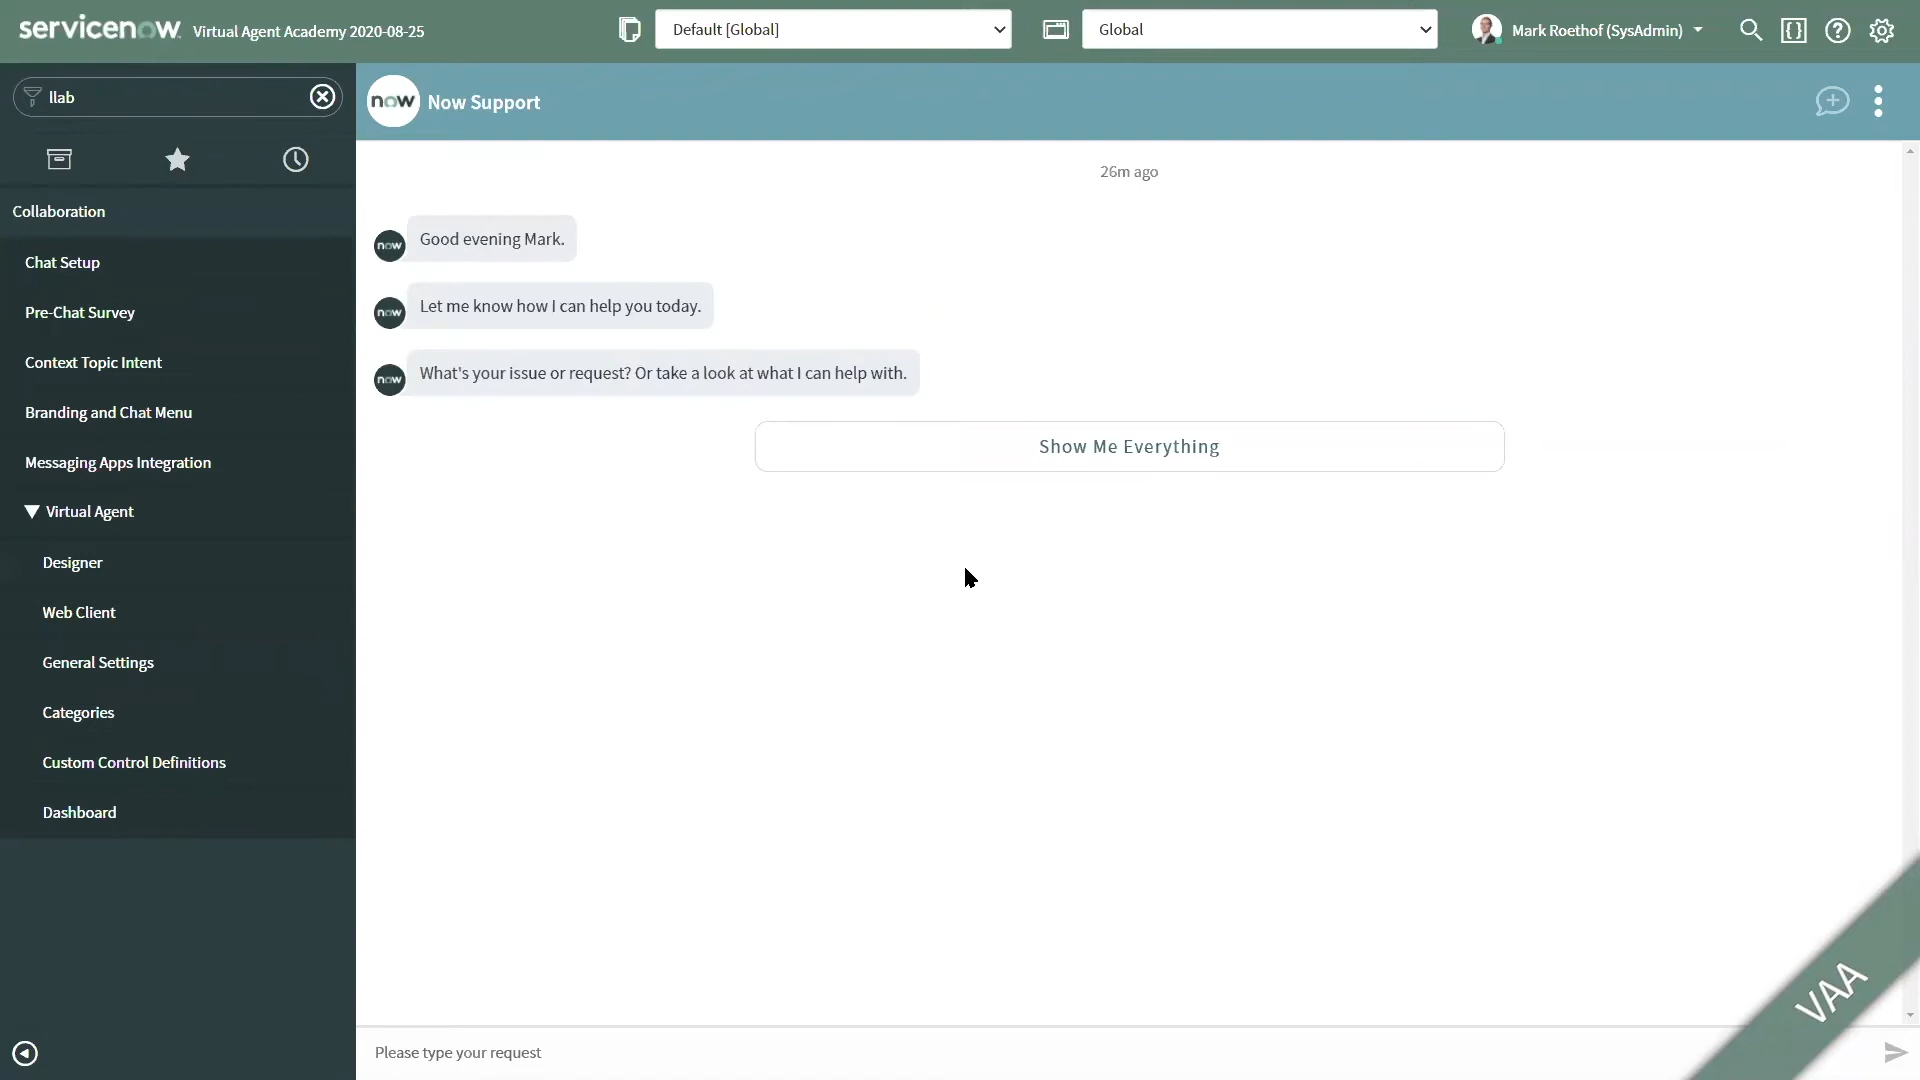 servicenow Virtual Agent Academy 2020-08-25
Default [Global]
Global
Mark Roethof (SysAdmin)
llab
now Now Support
26m ago
Collaboration
Chat Setup
Pre-Chat Survey
Context Topic Intent
Branding and Chat Menu
Messaging Apps Integration
Virtual Agent
Designer
Web Client
General Settings
Categories
Custom Control Definitions
Dashboard
now Good evening Mark.
now Let me know how I can help you today.
now What's your issue or request? Or take a look at what I can help with.
Show Me Everything
VAA
Please type your request